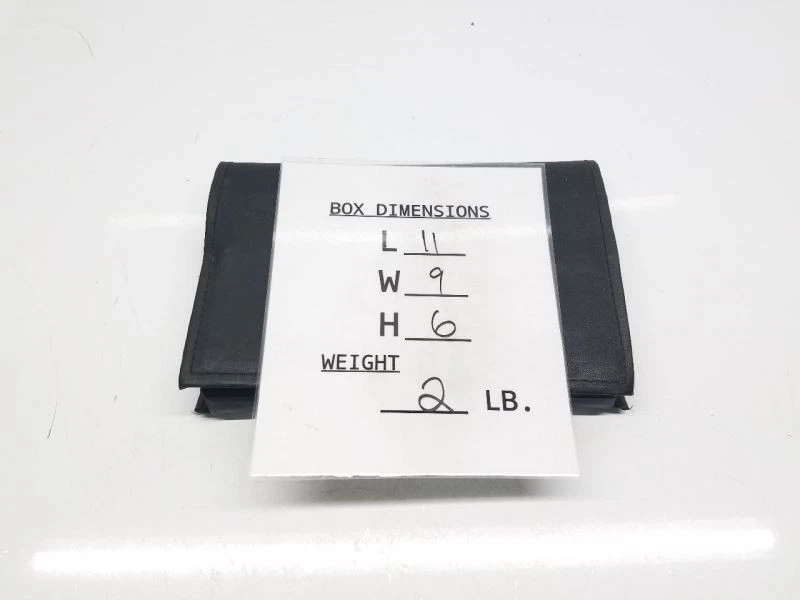 BOX DIMENSIONS
L 11
W 9
H 6
WEIGHT
2 LB.